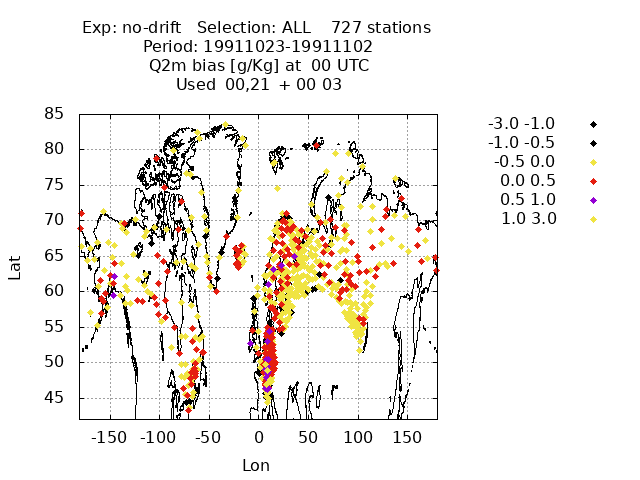 Exp: no-drift Selection: ALL 727 stations
Period: 19911023-19911102
Q2m bias [g/Kg] at 00 UTC
Used 00,21 + 00 03
85
80
75
70
65
60
55
50
45
Lat
-150 -100 -50 0 50 100 150
Lon
-3.0 -1.0
-1.0 -0.5
-0.5 0.0
0.0 0.5
0.5 1.0
1.0 3.0